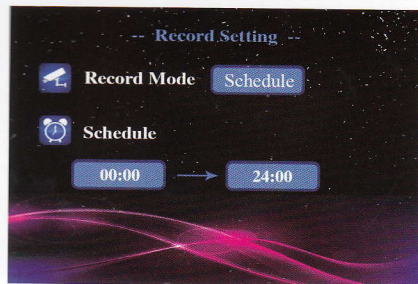 -- Record Setting --
Record Mode Schedule
Schedule
00:00 → 24:00